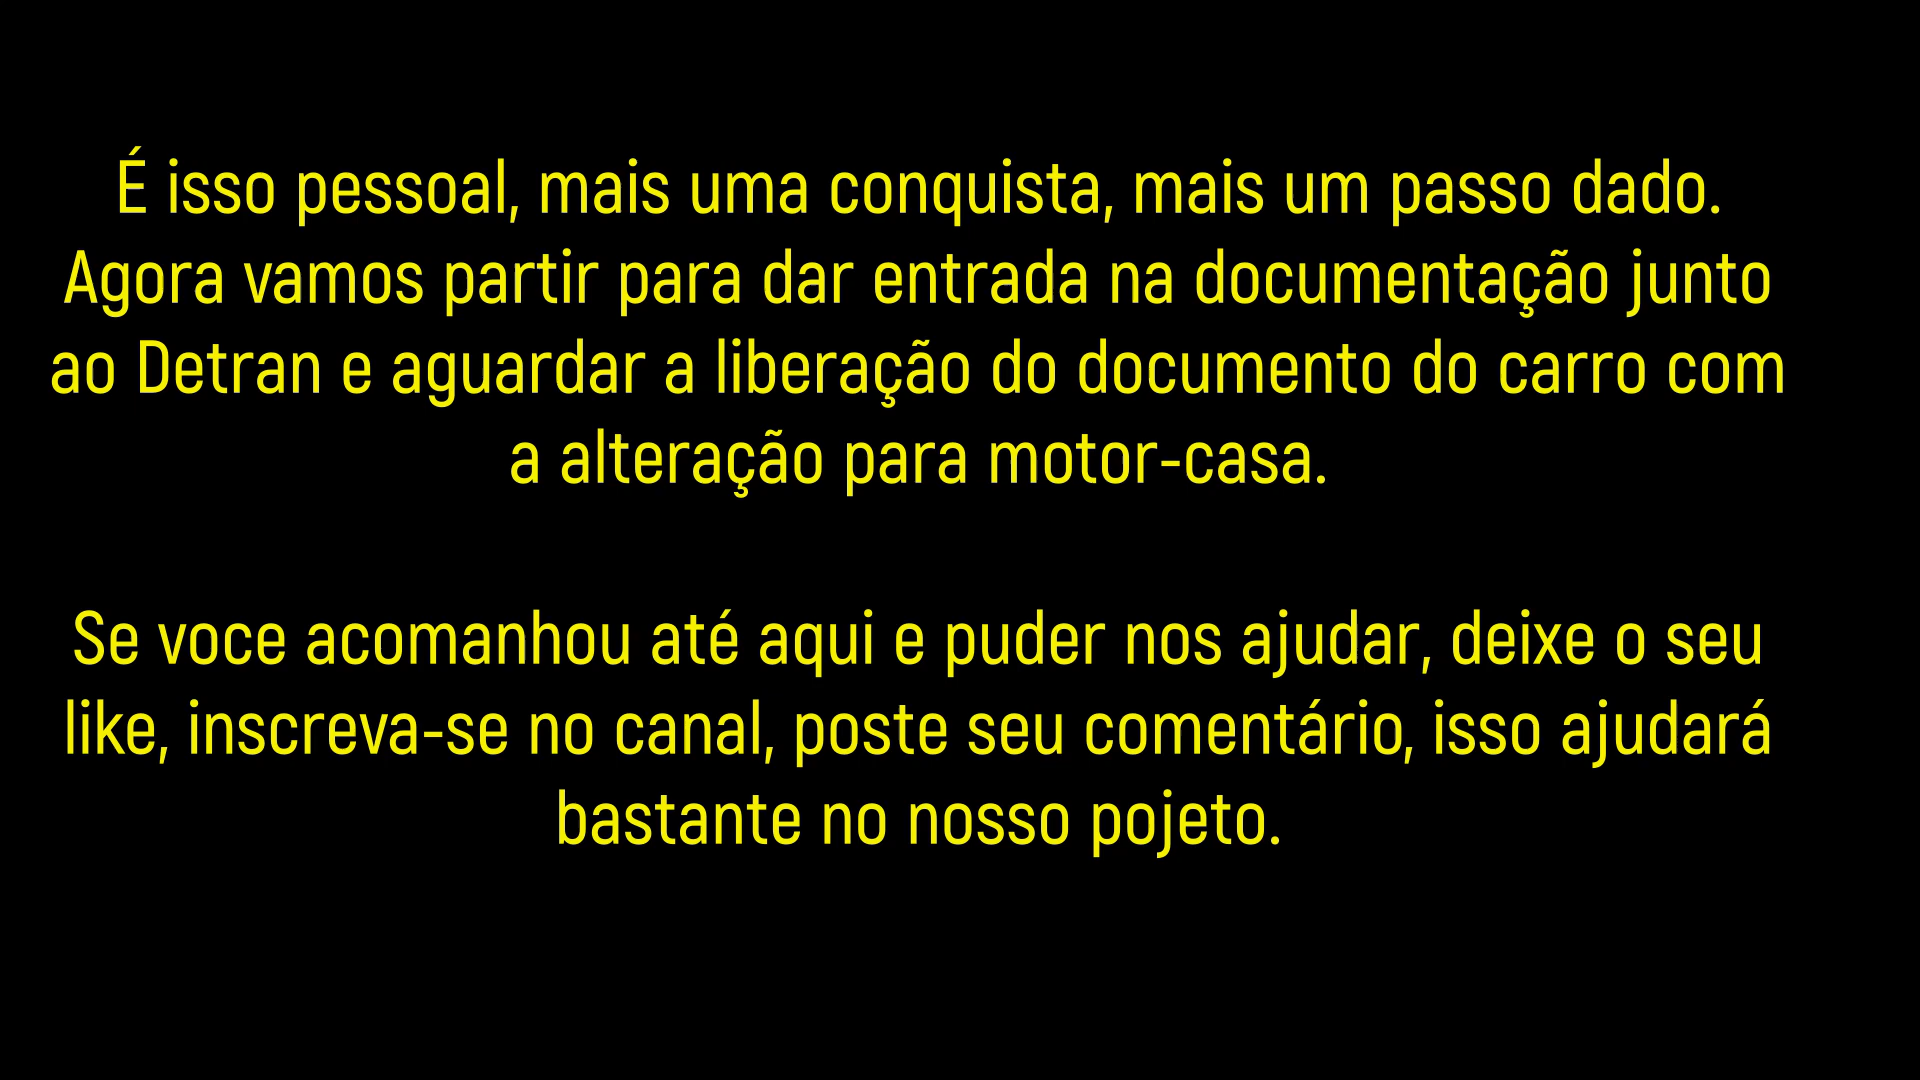 É isso pessoal, mais uma conquista, mais um passo dado.
Agora vamos partir para dar entrada na documentação junto
ao Detran e aguardar a liberação do documento do carro com
a alteração para motor-casa.
Se voce acomanhou até aqui e puder nos ajudar, deixe o seu
like, inscreva-se no canal, poste seu comentário, isso ajudará
bastante no nosso pojeto.